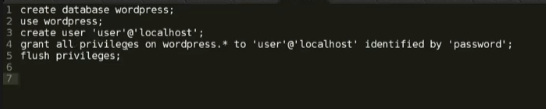 1 create database wordpress;
2 use wordpress;
3 create user 'user'@'localhost';
4 grant all privileges on wordpress.* to 'user'@'localhost' identified by 'password';
5 flush privileges;
6
7